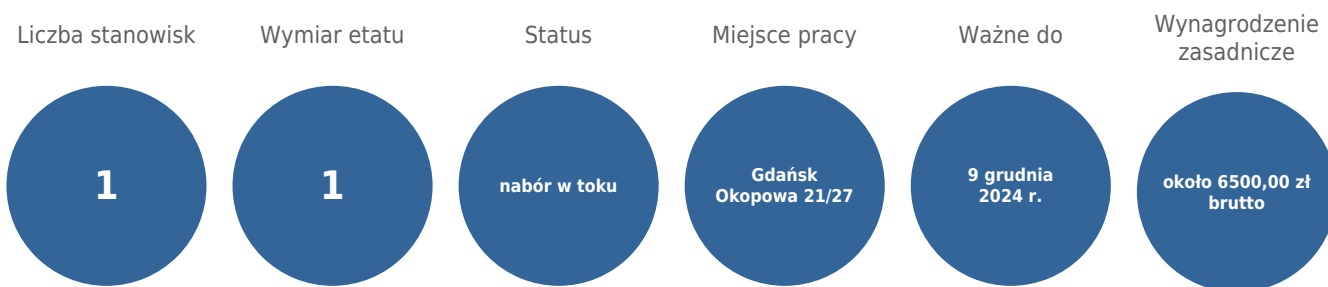 Liczba stanowisk
Wymiar etatu
Status
Miejsce pracy
Ważne do
Wynagrodzenie
zasadnicze
1
1
nabór w toku
Gdańsk
Okopowa 21/27
9 grudnia
2024 r.
około 6500,00 zł
brutto